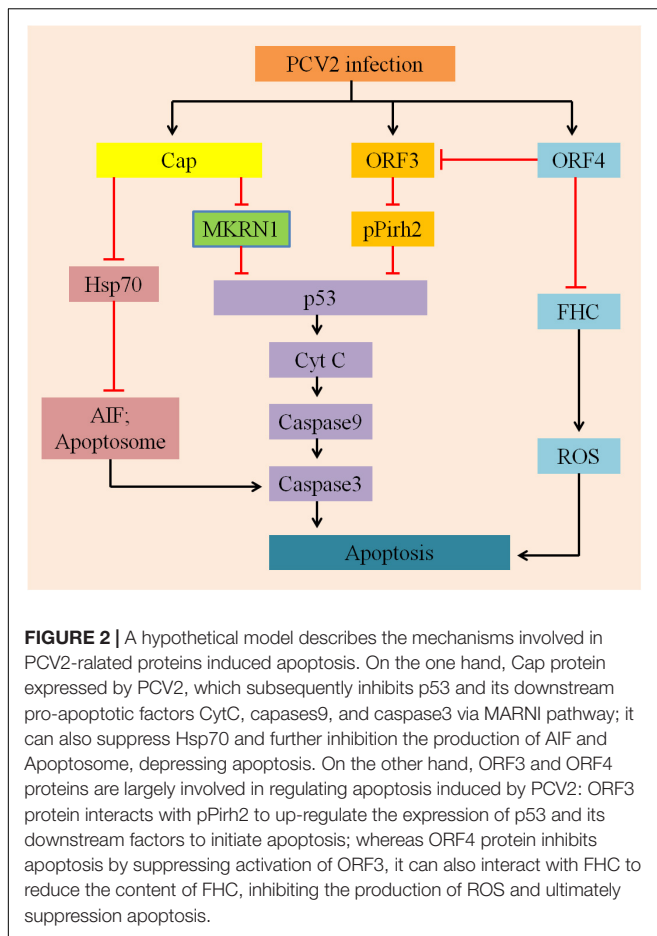 PCV2 infection
Cap
ORF3
ORF4
MKRN1
pPirh2
Hsp70
p53
FHC
Cyt C
AIF;
Apoptosome
Caspase9
ROS
Caspase3
Apoptosis
FIGURE 2 | A hypothetical model describes the mechanisms involved in
PCV2-ralated proteins induced apoptosis. On the one hand, Cap protein
expressed by PCV2, which subsequently inhibits p53 and its downstream
pro-apoptotic factors CytC, capases9, and caspase3 via MARNI pathway; it
can also suppress Hsp70 and further inhibition the production of AIF and
Apoptosome, depressing apoptosis. On the other hand, ORF3 and ORF4
proteins are largely involved in regulating apoptosis induced by PCV2: ORF3
protein interacts with pPirh2 to up-regulate the expression of p53 and its
downstream factors to initiate apoptosis; whereas ORF4 protein inhibits
apoptosis by suppressing activation of ORF3, it can also interact with FHC to
reduce the content of FHC, inhibiting the production of ROS and ultimately
suppression apoptosis.